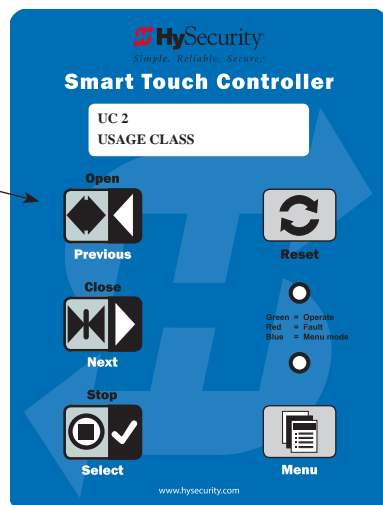 HySecurity
Simple. Reliable. Secure.
Smart Touch Controller
UC 2
USAGE CLASS
Open
Previous
Reset
Close
Next
Green = Operate
Red = Fault
Blue = Menu mode
Stop
Select
Menu
www.hysecurity.com